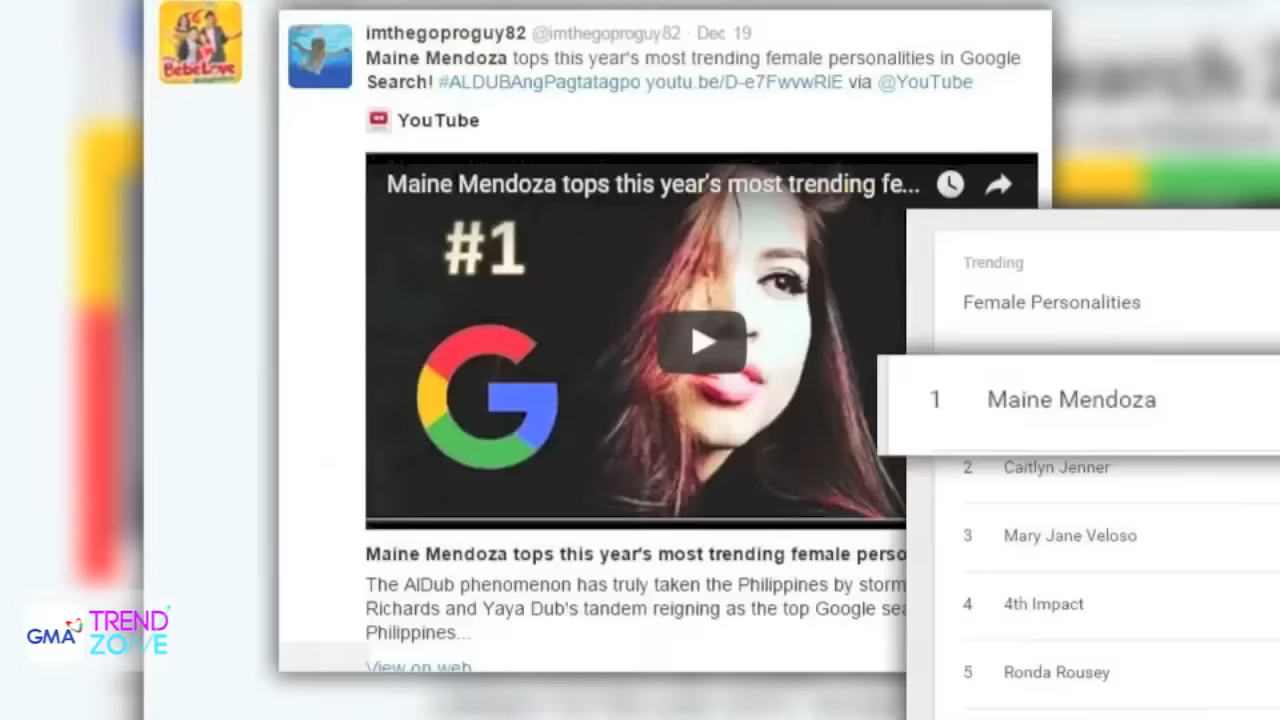 BebeLove
imthegoproguy82 @imthegoproguy82 · Dec 19
Maine Mendoza tops this year's most trending female personalities in Google
Search! #ALDUBAngPagtatagpo youtu.be/D-e7FwvwRlE via @YouTube
YouTube
Maine Mendoza tops this year's most trending fe...
#1
Maine Mendoza tops this year's most trending female perso
The AlDub phenomenon has truly taken the Philippines by storm
Richards and Yaya Dub's tandem reigning as the top Google sea
Philippines...
View on web
Trending
Female Personalities
1 Maine Mendoza
2 Caitlyn Jenner
3 Mary Jane Veloso
4 4th Impact
5 Ronda Rousey
GMA TREND
ZONE